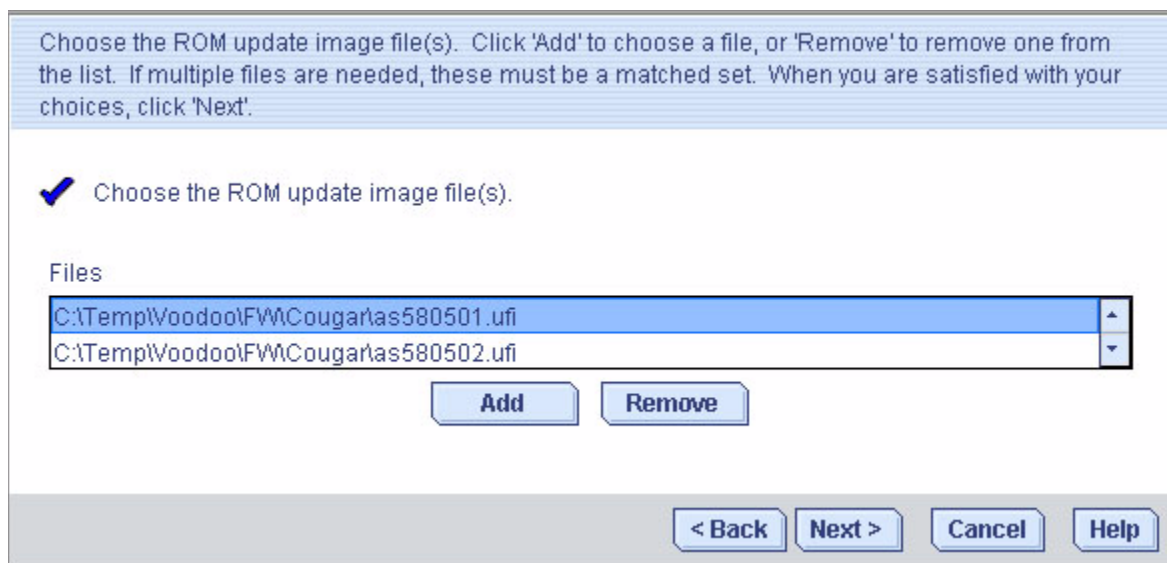 Choose the ROM update image file(s).  Click 'Add' to choose a file, or 'Remove' to remove one from
the list.  If multiple files are needed, these must be a matched set.  When you are satisfied with your
choices, click 'Next'.
Choose the ROM update image file(s).
Files
C:\Temp\Voodoo\FW\Cougar\as580501.ufi
C:\Temp\Voodoo\FW\Cougar\as580502.ufi
Add Remove
< Back Next > Cancel Help